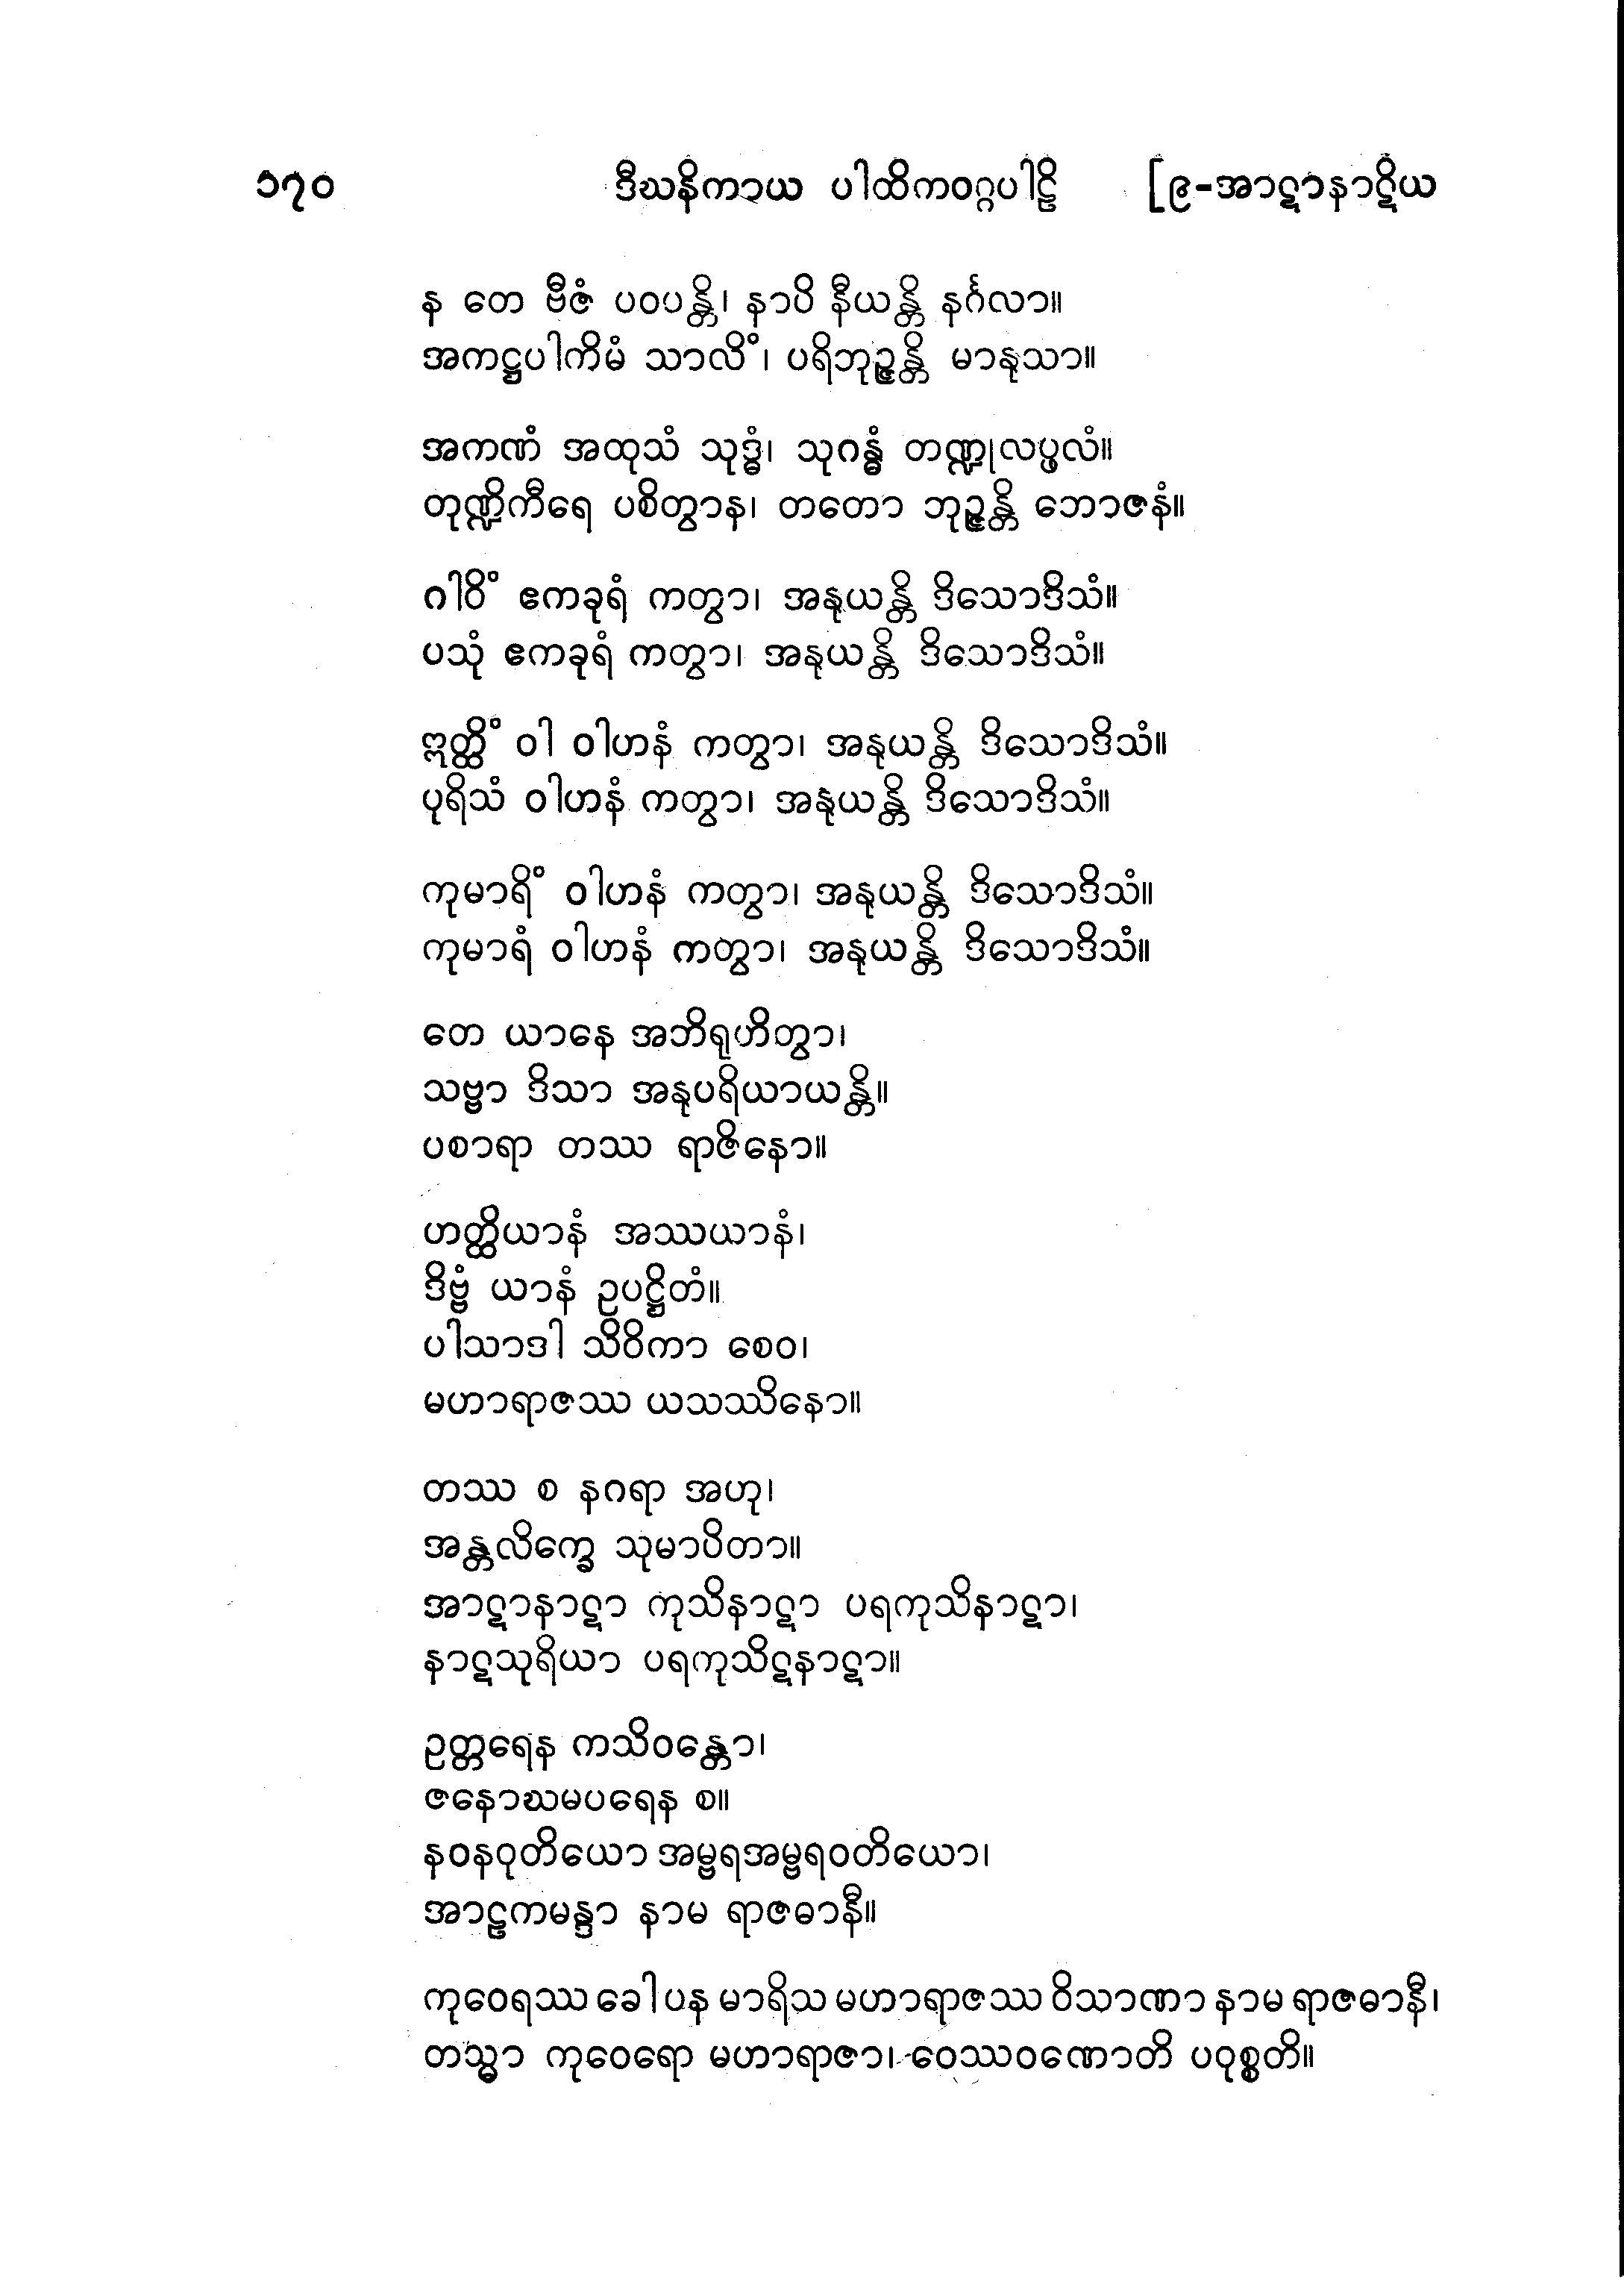 ၁၇၀ ဒီဃနိကာယ ပါထိကဝဂ္ဂပါဠိ [၉-အာဋာနာဋိယ
န တေ ဗီဇံ ပဝပန္တိ၊ နာပိ နီယန္တိ နင်္ဂလာ။
အကဋ္ဌပါကိမံ သာလိံ၊ ပရိဘုဉ္ဇန္တိ မာနုသာ။
အကဏံ အထုသံ သုဒ္ဓံ၊ သုဂန္ဓံ တဏ္ဍုလပ္ဖလံ။
တုဏ္ဍိကီရေ ပစိတွာန၊ တတော ဘုဉ္ဇန္တိ ဘောဇနံ။
ဂါဝိံ ဧကခုရံ ကတွာ၊ အနုယန္တိ ဒိသောဒိသံ။
ပသုံ ဧကခုရံ ကတွာ၊ အနုယန္တိ ဒိသောဒိသံ။
ဣတ္ထိံ ဝါ ဝါဟနံ ကတွာ၊ အနုယန္တိ ဒိသောဒိသံ။
ပုရိသံ ဝါဟနံ ကတွာ၊ အနုယန္တိ ဒိသောဒိသံ။
ကုမာရိံ ဝါဟနံ ကတွာ၊ အနုယန္တိ ဒိသောဒိသံ။
ကုမာရံ ဝါဟနံ ကတွာ၊ အနုယန္တိ ဒိသောဒိသံ။
တေ ယာနေ အဘိရုဟိတွာ၊
သဗ္ဗာ ဒိသာ အနုပရိယာယန္တိ။
ပစာရာ တဿ ရာဇိနော။
ဟတ္ထိယာနံ အဿယာနံ၊
ဒိဗ္ဗံ ယာနံ ဥပဋ္ဌိတံ။
ပါသာဒါ သိဝိကာ စေဝ၊
မဟာရာဇဿ ယသဿိနော။
တဿ စ နဂရာ အဟု၊
အန္တလိက္ခေ သုမာပိတာ။
အာဋာနာဋာ ကုသိနာဋာ ပရကုသိနာဋာ၊
နာဋသုရိယာ ပရကုသိဋနာဋာ။
ဥတ္တရေန ကသိဝန္တော၊
ဇနောဃမပရေန စ။
နဝနဝုတိယော အမ္ဗရအမ္ဗရဝတိယော၊
အာဠကမန္ဒာ နာမ ရာဇဓာနီ။
ကုဝေရဿ ခေါ ပန မာရိသ မဟာရာဇဿ ဝိသာဏာ နာမ ရာဇဓာနီ၊
တသ္မာ ကုဝေရော မဟာရာဇာ၊ ဝေဿဝဏောတိ ပဝုစ္စတိ။